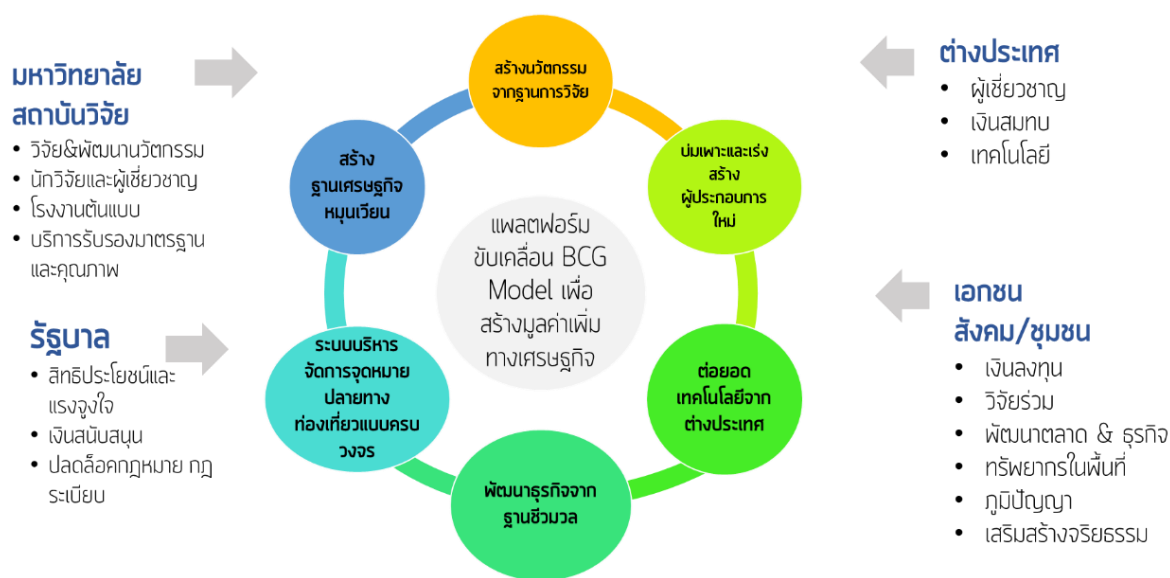 มหาวิทยาลัย
สถาบันวิจัย
• วิจัย&พัฒนานวัตกรรม
• นักวิจัยและผู้เชี่ยวชาญ
• โรงงานต้นแบบ
• บริการรับรองมาตรฐาน
และคุณภาพ
รัฐบาล
• สิทธิประโยชน์และ
แรงจูงใจ
• เงินสนับสนุน
• ปลดล็อคกฎหมาย กฎ
ระเบียบ
สร้างนวัตกรรม
จากฐานการวิจัย
บ่มเพาะและเร่ง
สร้าง
ผู้ประกอบการ
ใหม่
ต่อยอด
เทคโนโลยีจาก
ต่างประเทศ
พัฒนาธุรกิจจาก
ฐานชีวมวล
ระบบบริหาร
จัดการจุดหมาย
ปลายทาง
ท่องเที่ยวแบบครบ
วงจร
สร้าง
ฐานเศรษฐกิจ
หมุนเวียน
แพลตฟอร์ม
ขับเคลื่อน BCG
Model เพื่อ
สร้างมูลค่าเพิ่ม
ทางเศรษฐกิจ
ต่างประเทศ
• ผู้เชี่ยวชาญ
• เงินสมทบ
• เทคโนโลยี
เอกชน
สังคม/ชุมชน
• เงินลงทุน
• วิจัยร่วม
• พัฒนาตลาด & ธุรกิจ
• ทรัพยากรในพื้นที่
• ภูมิปัญญา
• เสริมสร้างจริยธรรม